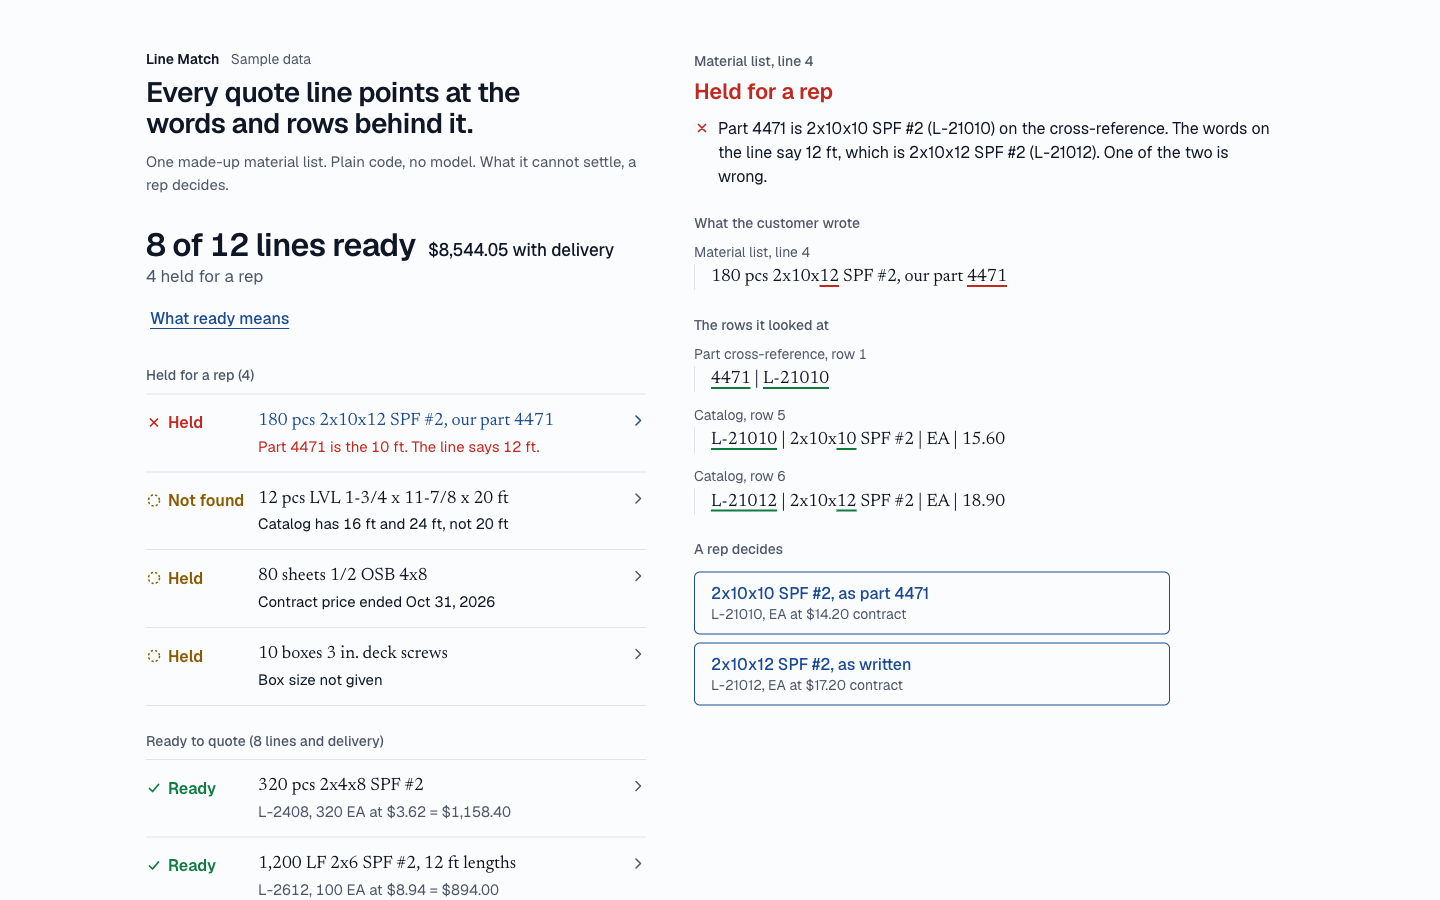 Line Match Sample data
Every quote line points at the
words and rows behind it.
One made-up material list. Plain code, no model. What it cannot settle, a
rep decides.
8 of 12 lines ready $8,544.05 with delivery
4 held for a rep
What ready means
Held for a rep (4)
Held 180 pcs 2x10x12 SPF #2, our part 4471
Part 4471 is the 10 ft. The line says 12 ft.
Not found 12 pcs LVL 1-3/4 x 11-7/8 x 20 ft
Catalog has 16 ft and 24 ft, not 20 ft
Held 80 sheets 1/2 OSB 4x8
Contract price ended Oct 31, 2026
Held 10 boxes 3 in. deck screws
Box size not given
Ready to quote (8 lines and delivery)
Ready 320 pcs 2x4x8 SPF #2
L-2408, 320 EA at $3.62 = $1,158.40
Ready 1,200 LF 2x6 SPF #2, 12 ft lengths
L-2612, 100 EA at $8.94 = $894.00
Material list, line 4
Held for a rep
Part 4471 is 2x10x10 SPF #2 (L-21010) on the cross-reference. The words on
the line say 12 ft, which is 2x10x12 SPF #2 (L-21012). One of the two is
wrong.
What the customer wrote
Material list, line 4
180 pcs 2x10x12 SPF #2, our part 4471
The rows it looked at
Part cross-reference, row 1
4471 | L-21010
Catalog, row 5
L-21010 | 2x10x10 SPF #2 | EA | 15.60
Catalog, row 6
L-21012 | 2x10x12 SPF #2 | EA | 18.90
A rep decides
2x10x10 SPF #2, as part 4471
L-21010, EA at $14.20 contract
2x10x12 SPF #2, as written
L-21012, EA at $17.20 contract